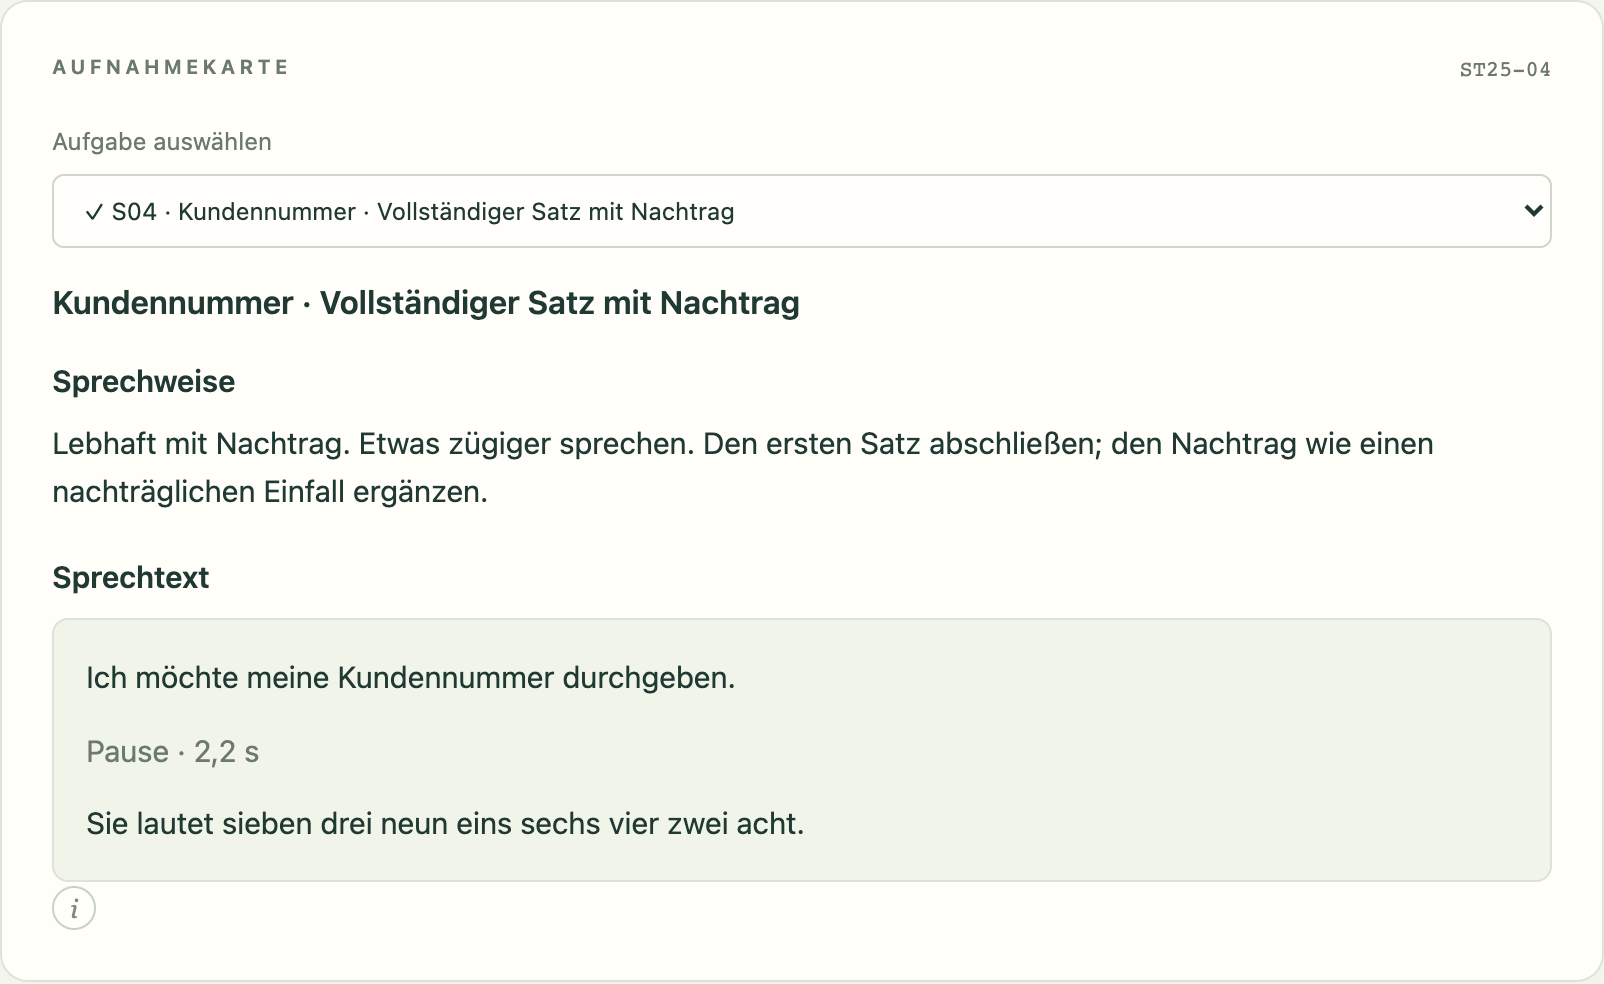 AUFNAHMEKARTE
ST25-04
Aufgabe auswählen
✓ S04 · Kundennummer · Vollständiger Satz mit Nachtrag
Kundennummer · Vollständiger Satz mit Nachtrag
Sprechweise
Lebhaft mit Nachtrag. Etwas zügiger sprechen. Den ersten Satz abschließen; den Nachtrag wie einen
nachträglichen Einfall ergänzen.
Sprechtext
Ich möchte meine Kundennummer durchgeben.
Pause · 2,2 s
Sie lautet sieben drei neun eins sechs vier zwei acht.
i